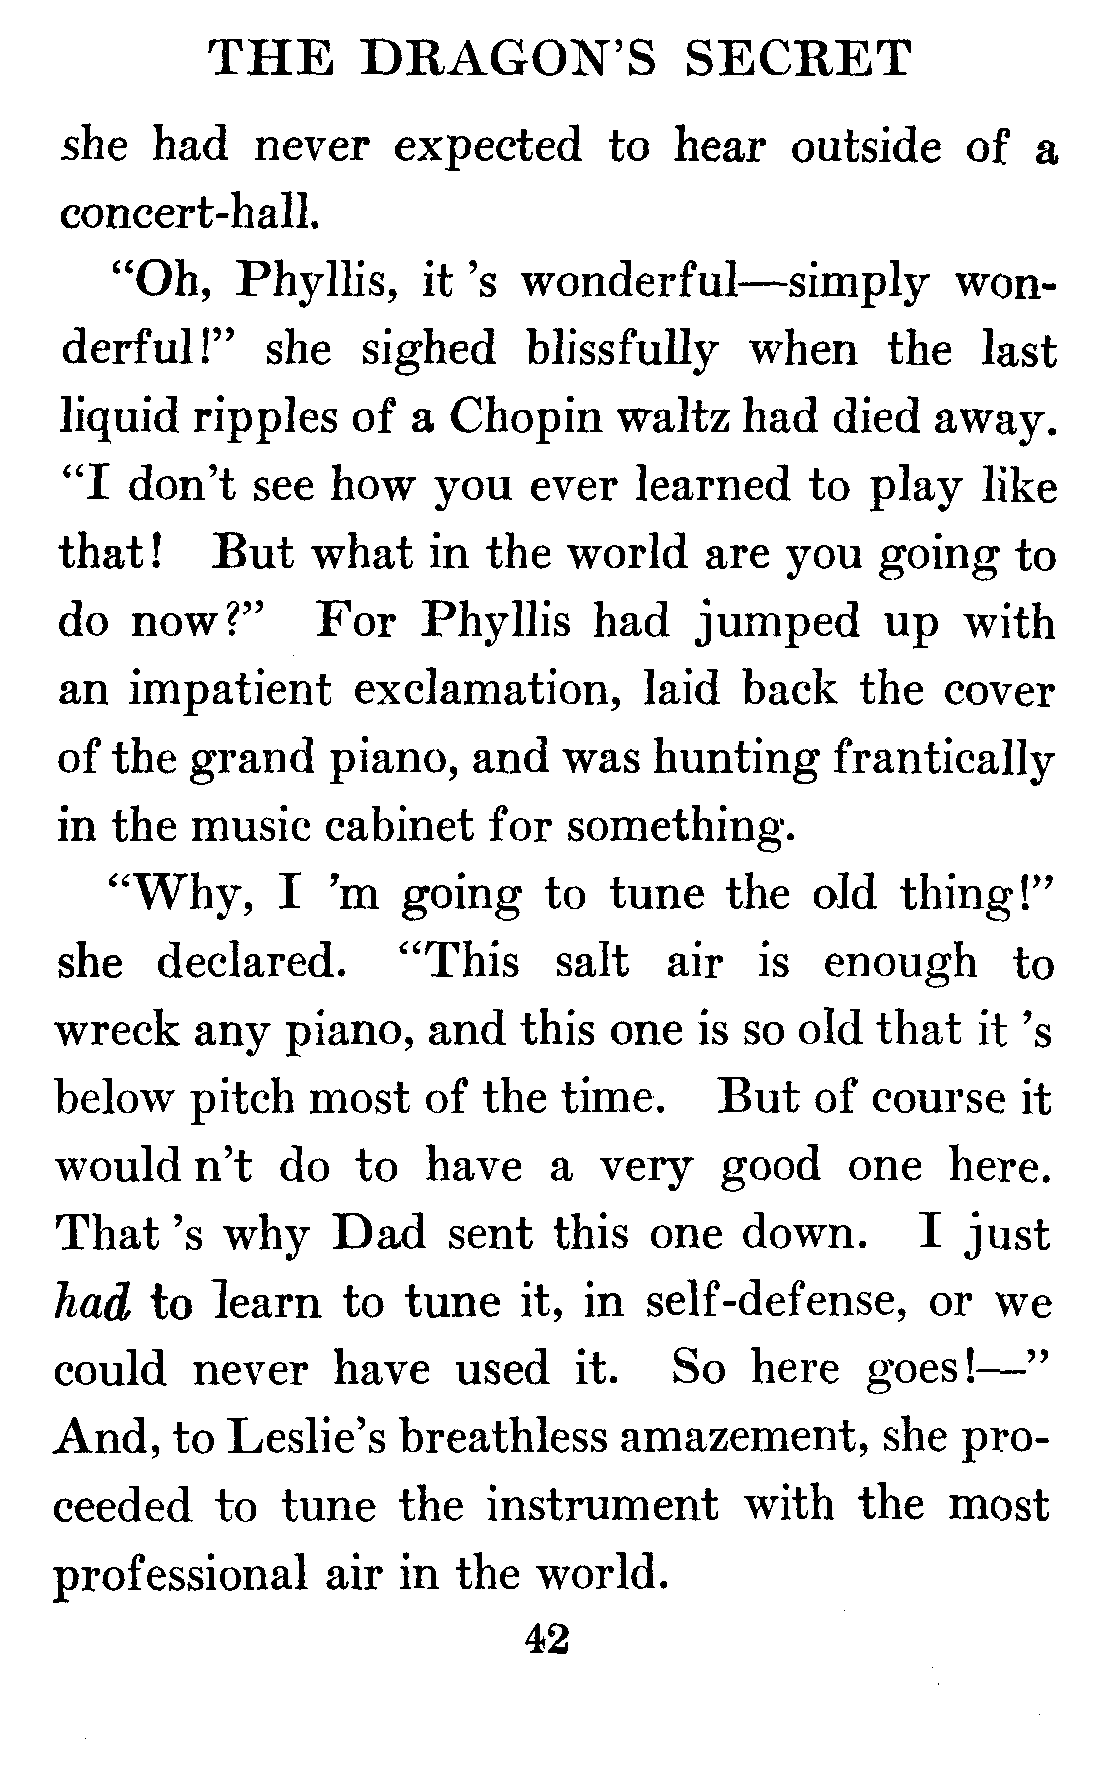 THE DRAGON'S SECRET
she had never expected to hear outside of a
concert-hall.
“Oh, Phyllis, it 's wonderful—simply won-
derful!” she sighed blissfully when the last
liquid ripples of a Chopin waltz had died away.
“I don't see how you ever learned to play like
that! But what in the world are you going to
do now?” For Phyllis had jumped up with
an impatient exclamation, laid back the cover
of the grand piano, and was hunting frantically
in the music cabinet for something.
“Why, I 'm going to tune the old thing!”
she declared. “This salt air is enough to
wreck any piano, and this one is so old that it 's
below pitch most of the time. But of course it
would n't do to have a very good one here.
That 's why Dad sent this one down. I just
had to learn to tune it, in self-defense, or we
could never have used it. So here goes!—”
And, to Leslie's breathless amazement, she pro-
ceeded to tune the instrument with the most
professional air in the world.
42